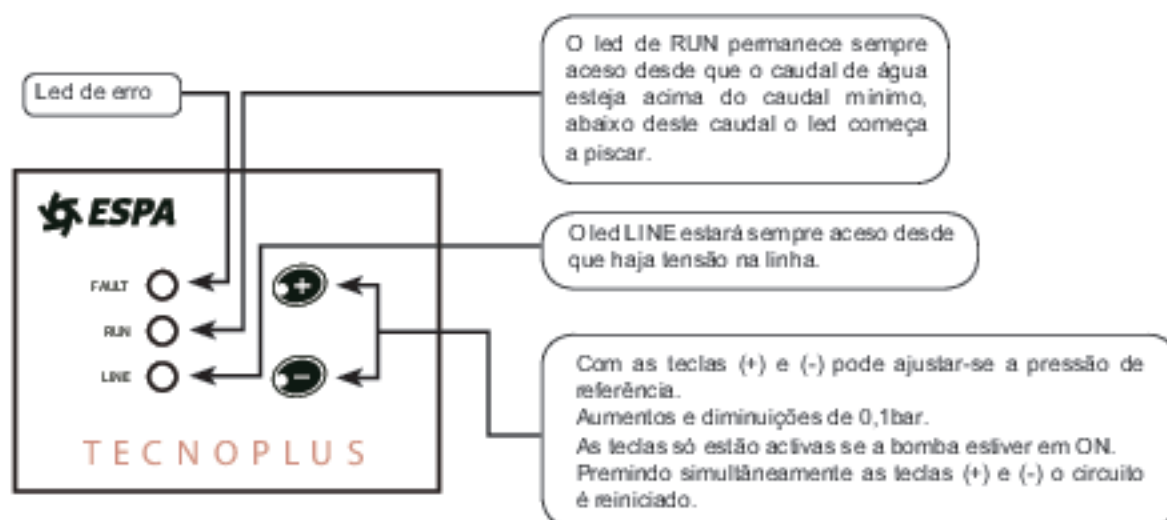 O led de RUN permanece sempre
aceso desde que o caudal de água
esteja acima do caudal mínimo,
abaixo deste caudal o led começa
a piscar.
Led de erro
ESPA
O led LINE estará sempre aceso desde
que haja tensão na linha.
FAULT
RUN
LINE
+
-
TECNOPLUS
Com as teclas (+) e (-) pode ajustar-se a pressão de
referência.
Aumentos e diminuições de 0,1bar.
As teclas só estão activas se a bomba estiver em ON.
Premindo simultâneamente as teclas (+) e (-) o circuito
é reiniciado.